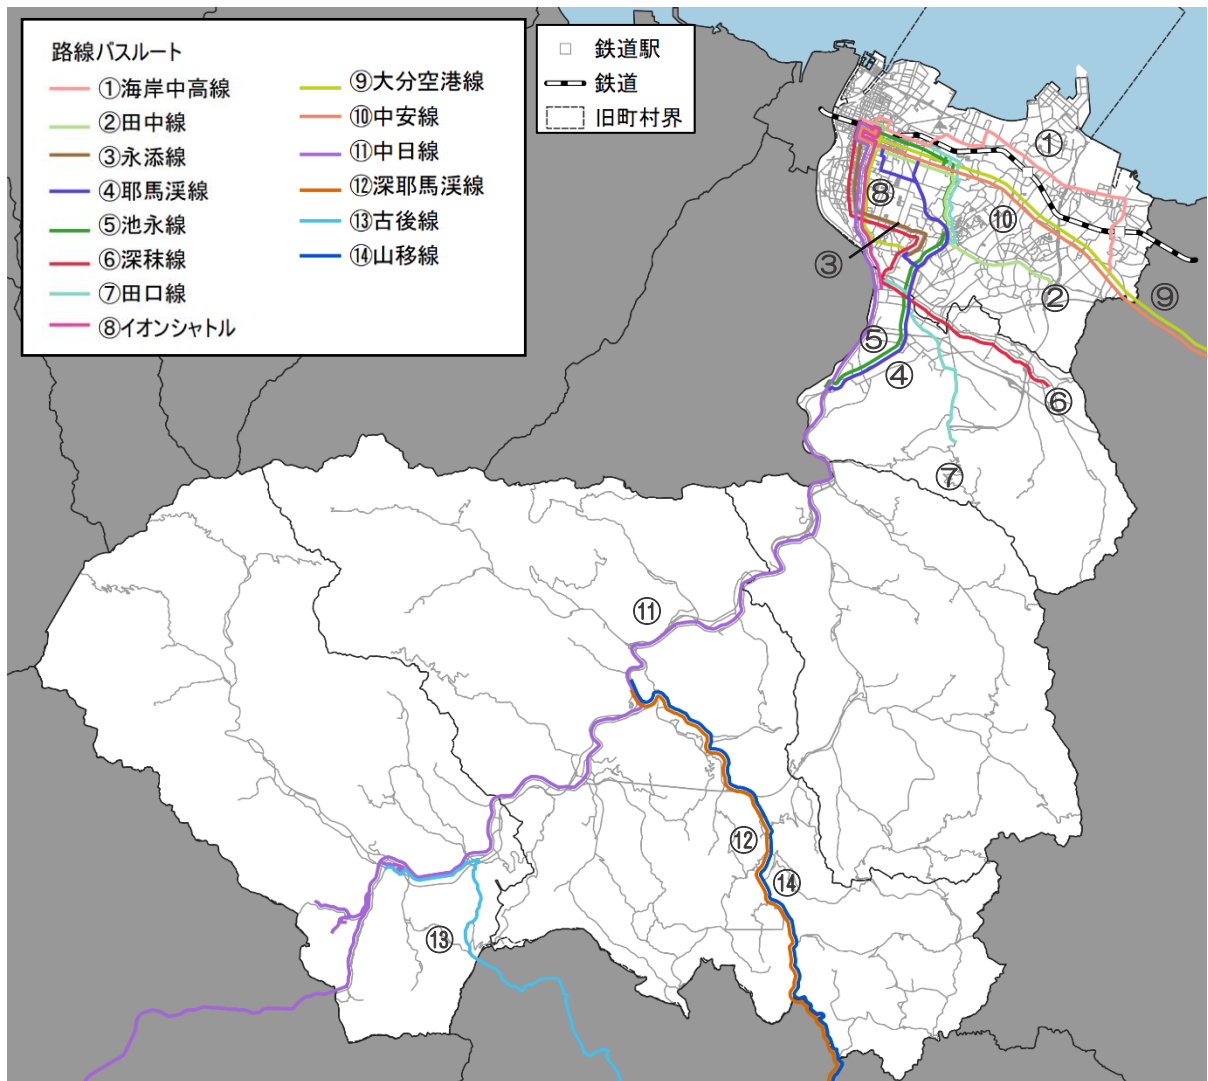 路線バスルート
①海岸中高線
②田中線
③永添線
④耶馬溪線
⑤池永線
⑥深秣線
⑦田口線
⑧イオンシャトル
⑨大分空港線
⑩中安線
⑪中日線
⑫深耶馬溪線
⑬古後線
⑭山移線
鉄道駅
鉄道
旧町村界
①
⑧
⑩
③
②
⑨
⑤
④
⑥
⑦
⑪
⑫
⑭
⑬